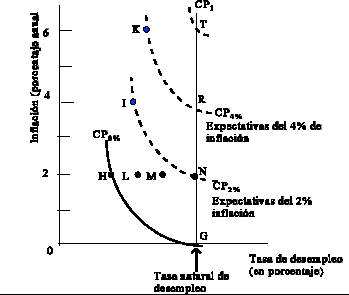 CP1
6
T
K
Inflación (porcentaje anual
4
R
I
CP4%
Expectativas del 4% de
inflación
CP0%
2
H
L
M
N
CP2%
Expectativas del 2%
inflación
G
0
Tasa de desempleo
(en porcentaje)
Tasa natural de
desempleo